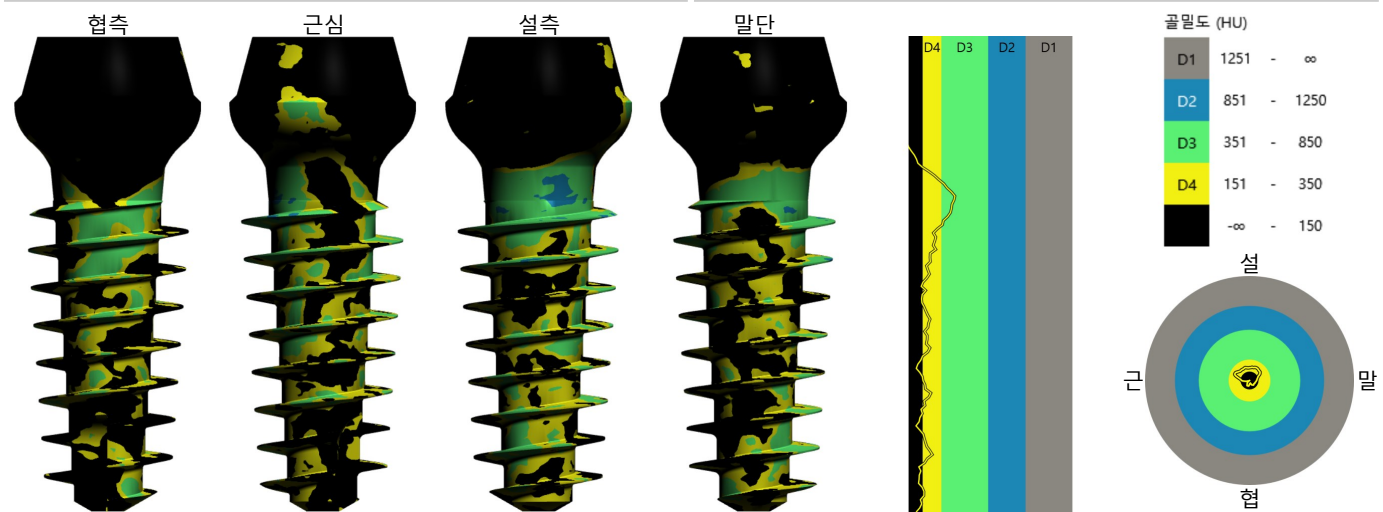 협측 근심 설측 말단
D4 D3 D2 D1
골밀도 (HU)
D1 1251 - ∞
D2 851 - 1250
D3 351 - 850
D4 151 - 350
-∞ - 150
설
근 말
협